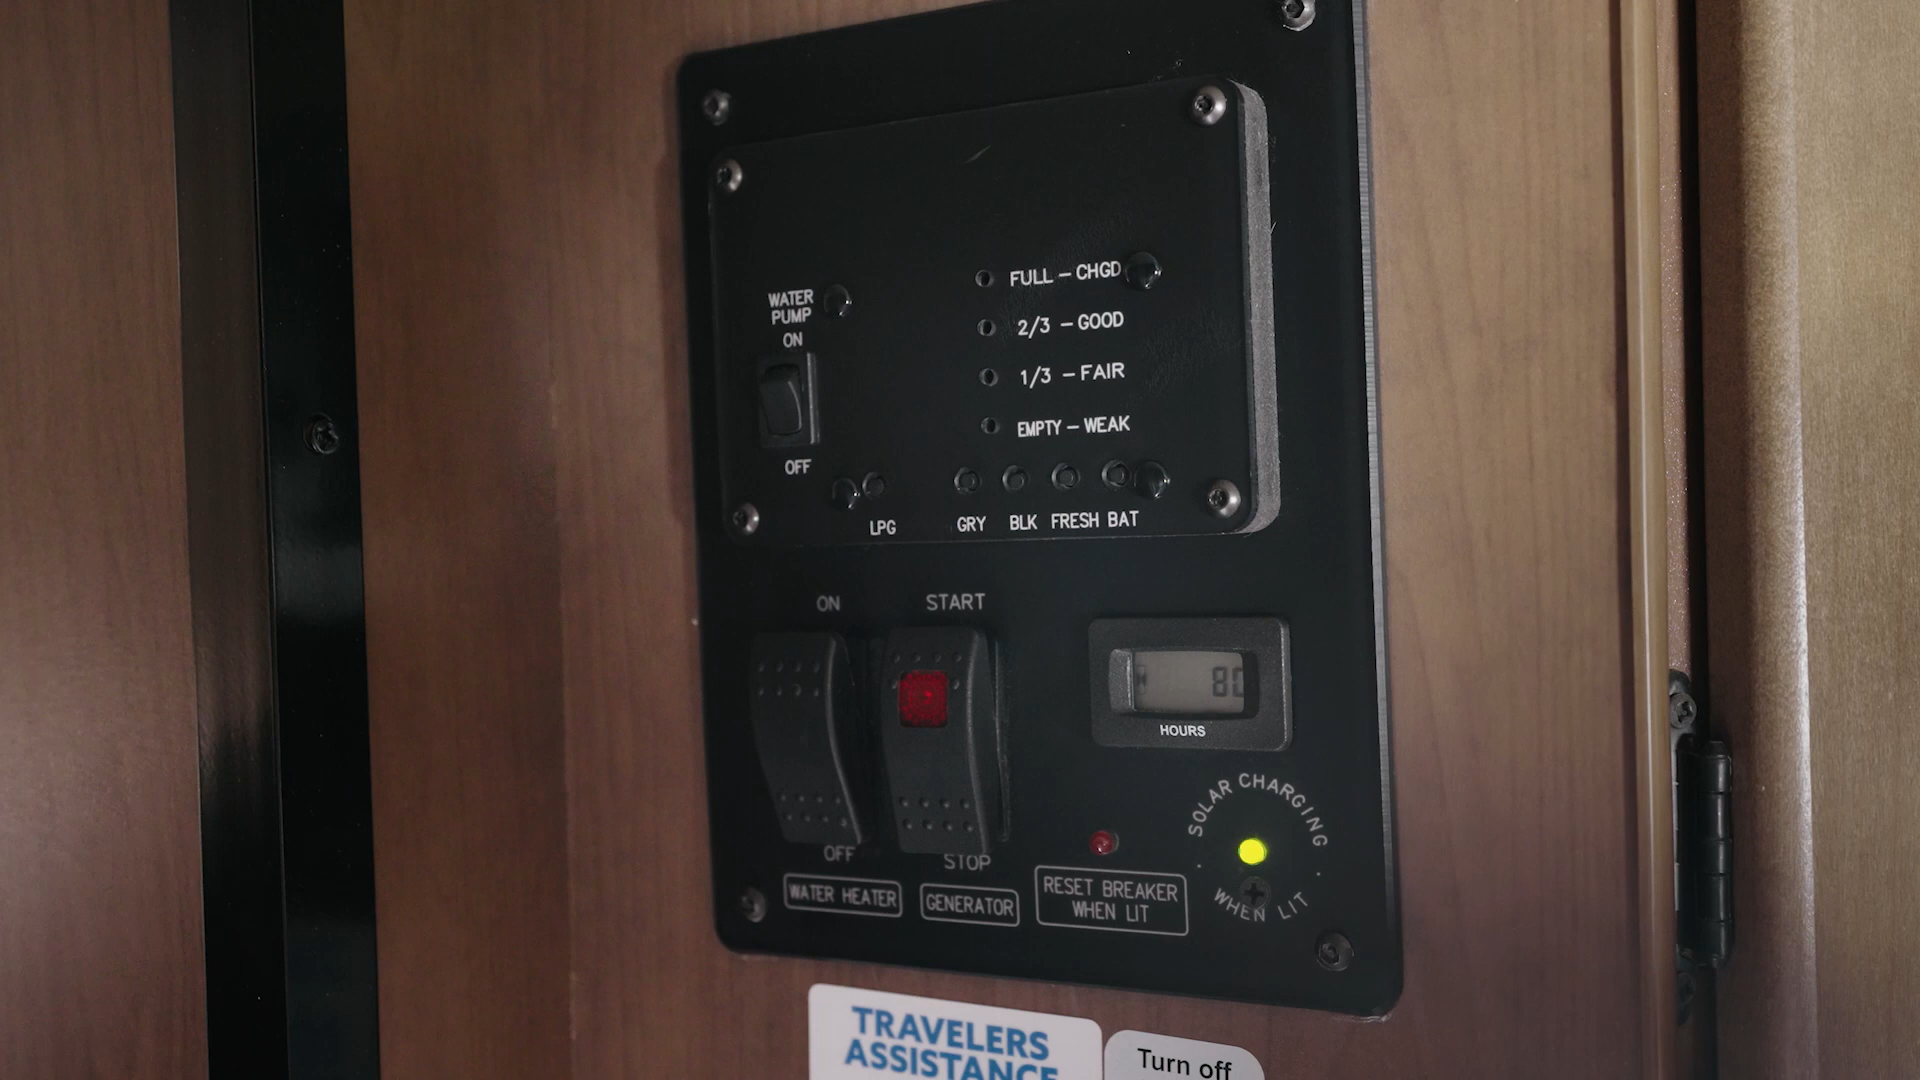 WATER
PUMP
ON
OFF
FULL - CHGD
2/3 - GOOD
1/3 - FAIR
EMPTY - WEAK
LPG
GRY BLK FRESH BAT
ON
OFF
WATER HEATER
START
STOP
GENERATOR
80
HOURS
RESET BREAKER
WHEN LIT
SOLAR CHARGING
WHEN LIT
TRAVELERS
ASSISTANCE
Turn off